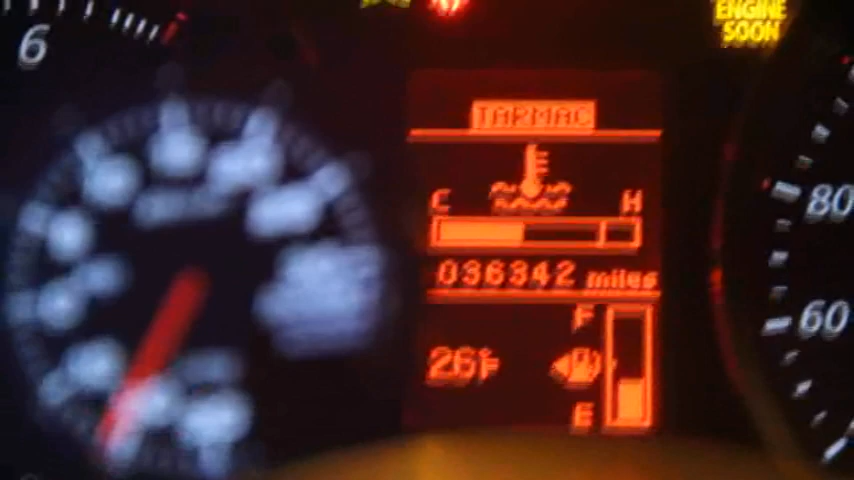 ENGINE
SOON
6
TARMAC
C H
80
036342 miles
F
60
26°F
E